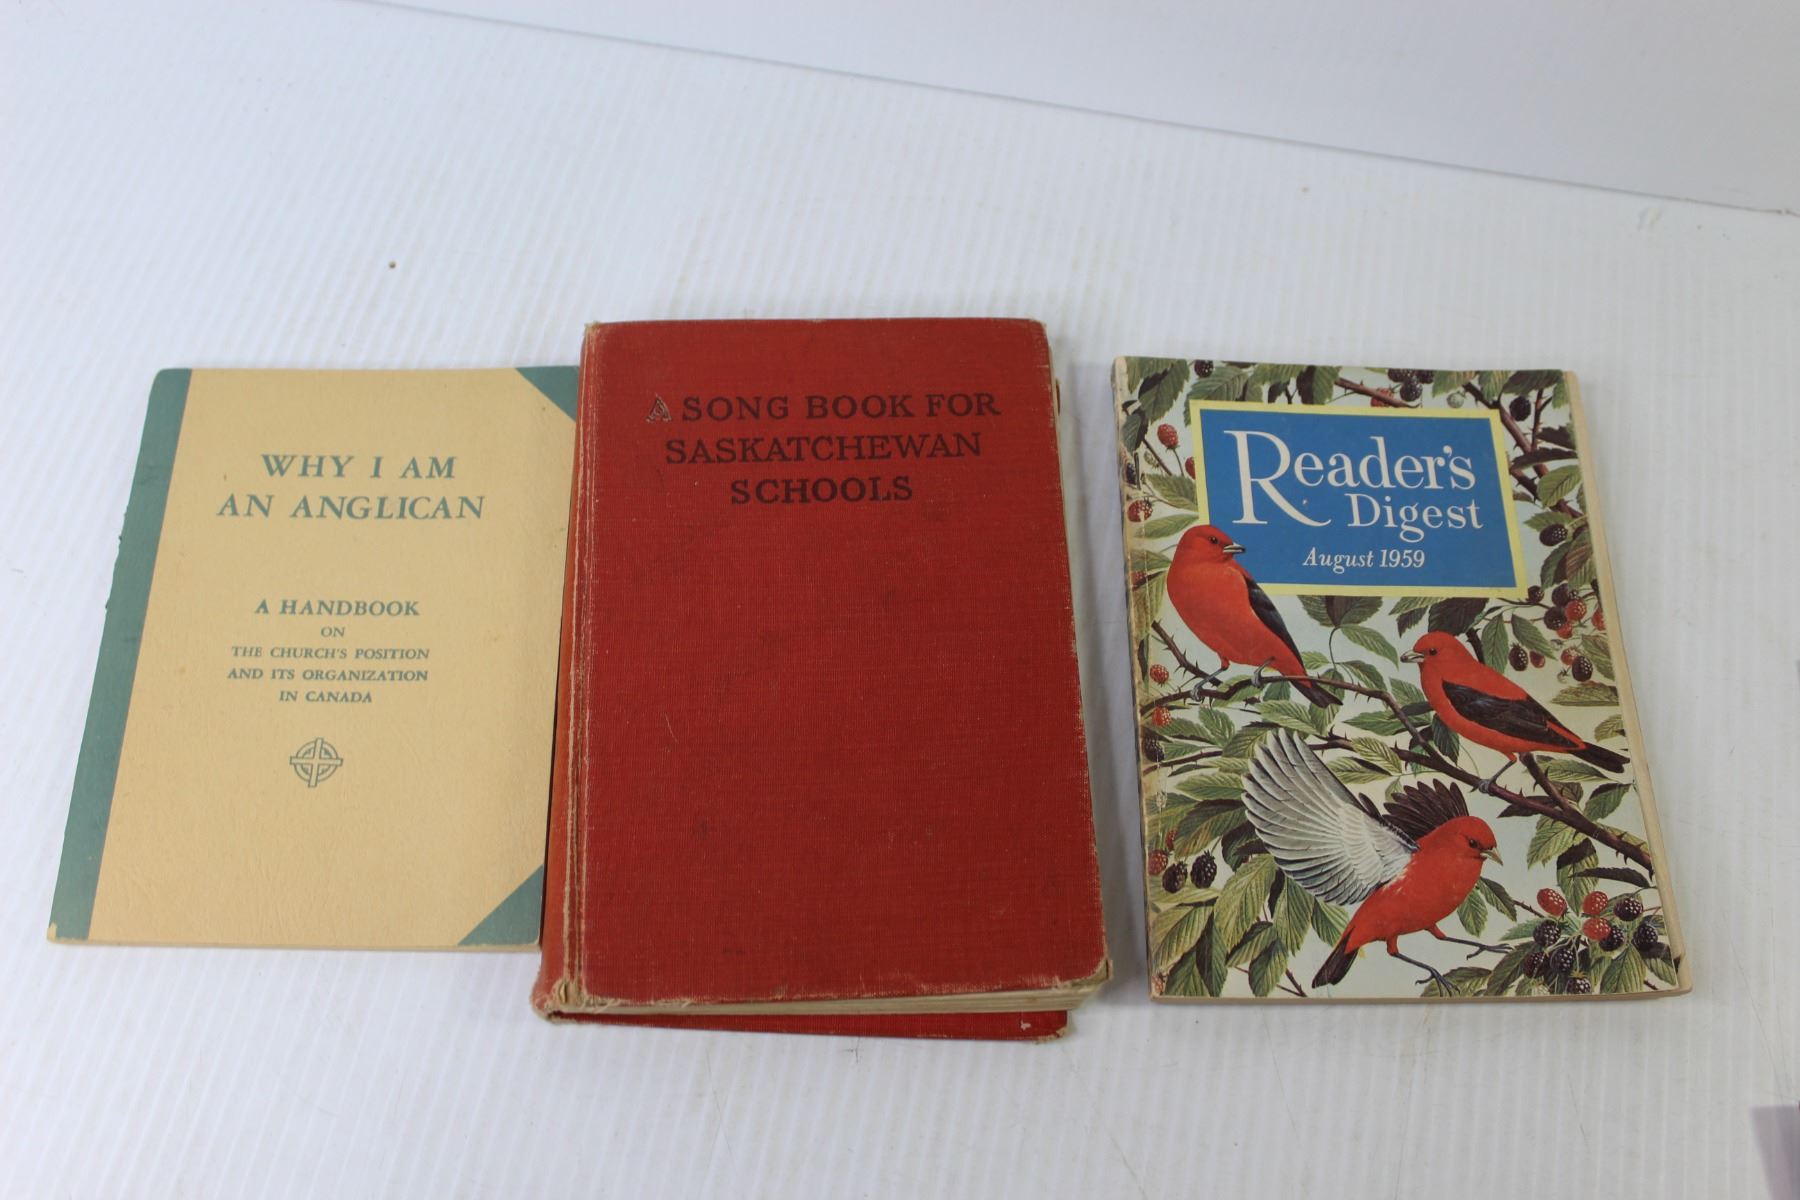 WHY I AM
AN ANGLICAN
A HANDBOOK
ON
THE CHURCH'S POSITION
AND ITS ORGANIZATION
IN CANADA
A SONG BOOK FOR
SASKATCHEWAN
SCHOOLS
Reader's
Digest
August 1959